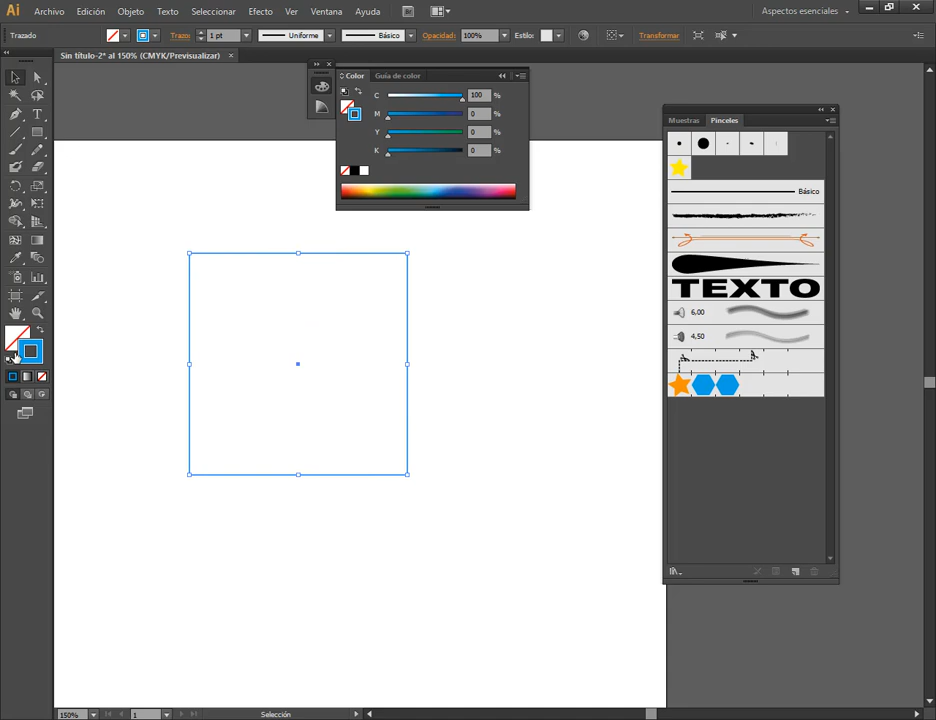 Ai Archivo Edición Objeto Texto Seleccionar Efecto Ver Ventana Ayuda Br Aspectos esenciales
Trazado Trazo: 1 pt Uniforme Básico Opacidad: 100% Estilo: Transformar
Sin título-2* al 150% (CMYK/Previsualizar)
Color Guía de color
C 100 %
M 0 %
Y 0 %
K 0 %
Muestras Pinceles
Básico
TEXTO
6,00
4,50
150% 1 Selección